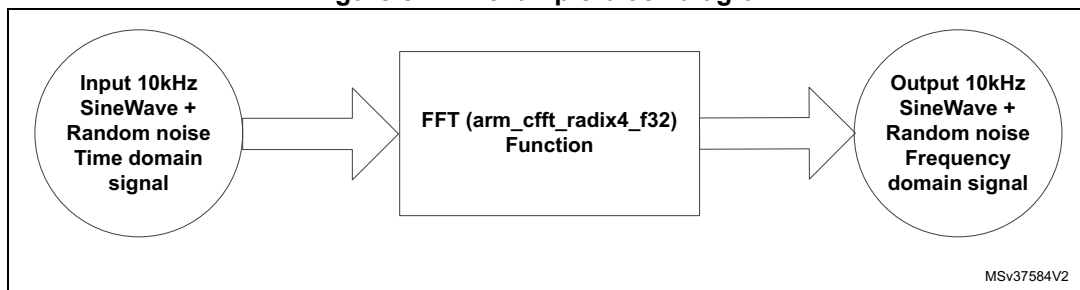 Input 10kHz
SineWave +
Random noise
Time domain
signal
FFT (arm_cfft_radix4_f32)
Function
Output 10kHz
SineWave +
Random noise
Frequency
domain signal
MSv37584V2